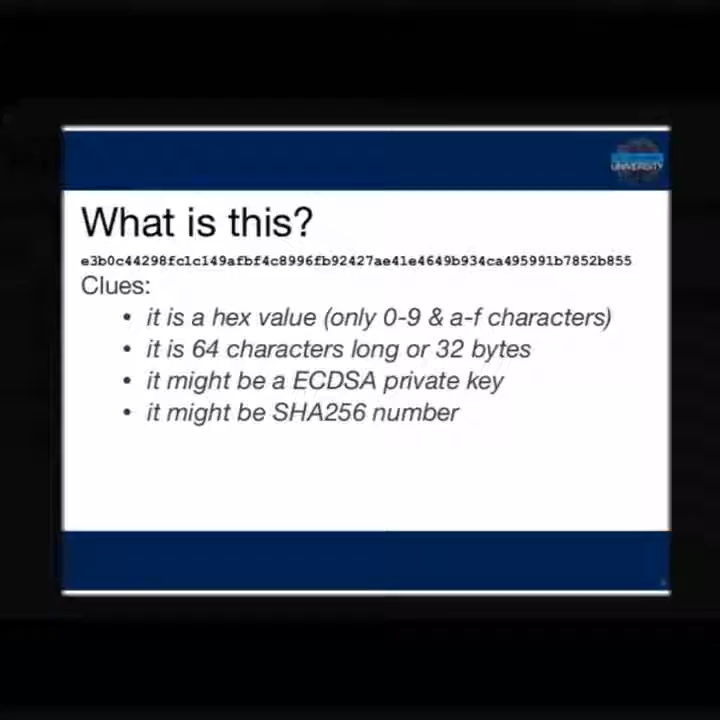 UNIVERSITY
What is this?
e3b0c44298fc1c149afbf4c8996fb92427ae41e4649b934ca495991b7852b855
Clues:
• it is a hex value (only 0-9 & a-f characters)
• it is 64 characters long or 32 bytes
• it might be a ECDSA private key
• it might be SHA256 number